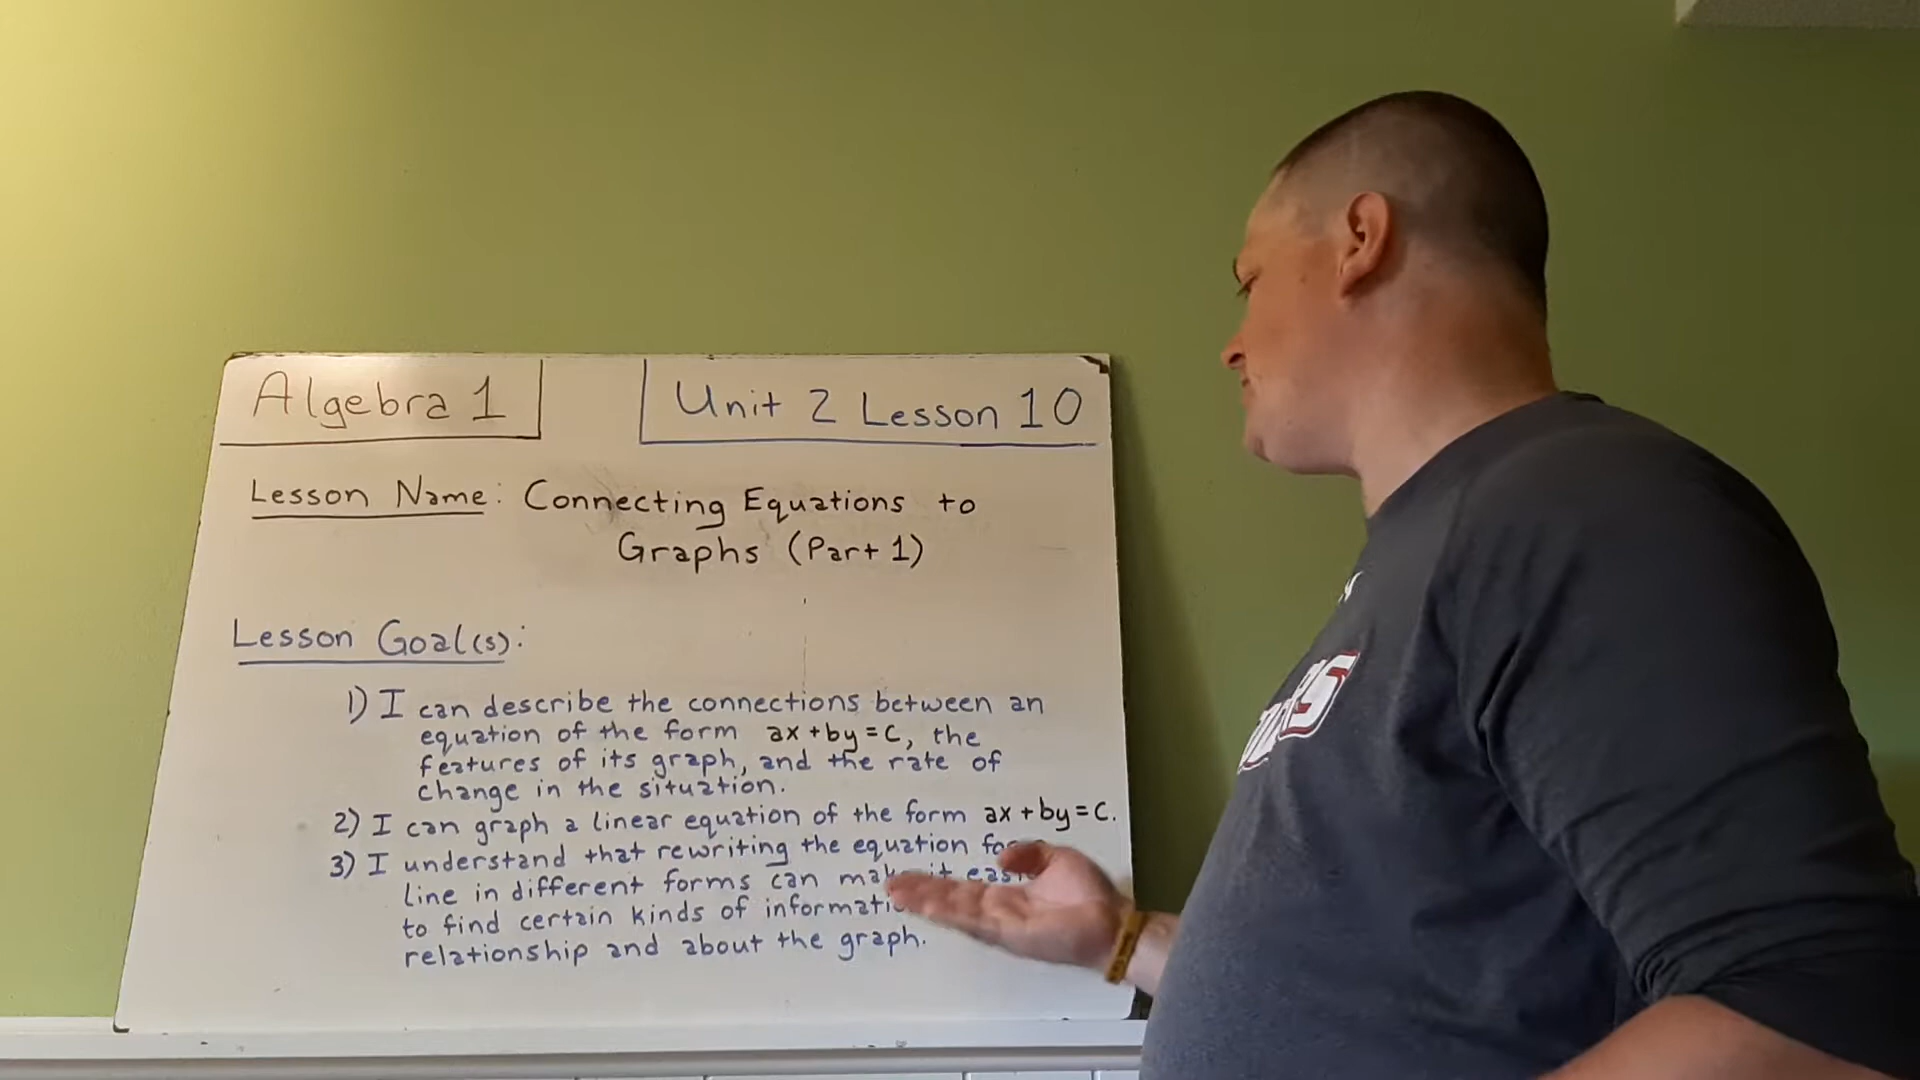 Algebra 1
Unit 2 Lesson 10
Lesson Name: Connecting Equations to
Graphs (Part 1)
Lesson Goal(s):
1) I can describe the connections between an
equation of the form ax + by = C, the
features of its graph, and the rate of
change in the situation.
2) I can graph a linear equation of the form ax + by = C.
3) I understand that rewriting the equation
line in different forms can it
to find certain kinds of
relationship and about the graph.